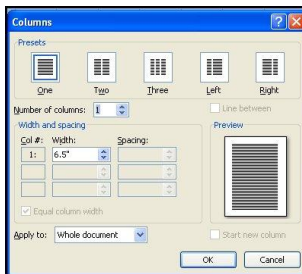 Columns
Presets
One Two Three Left Right
Number of columns: 1 Line between
Width and spacing Preview
Col #: Width: Spacing:
1: 6.5"
Equal column width
Apply to: Whole document Start new column
OK Cancel